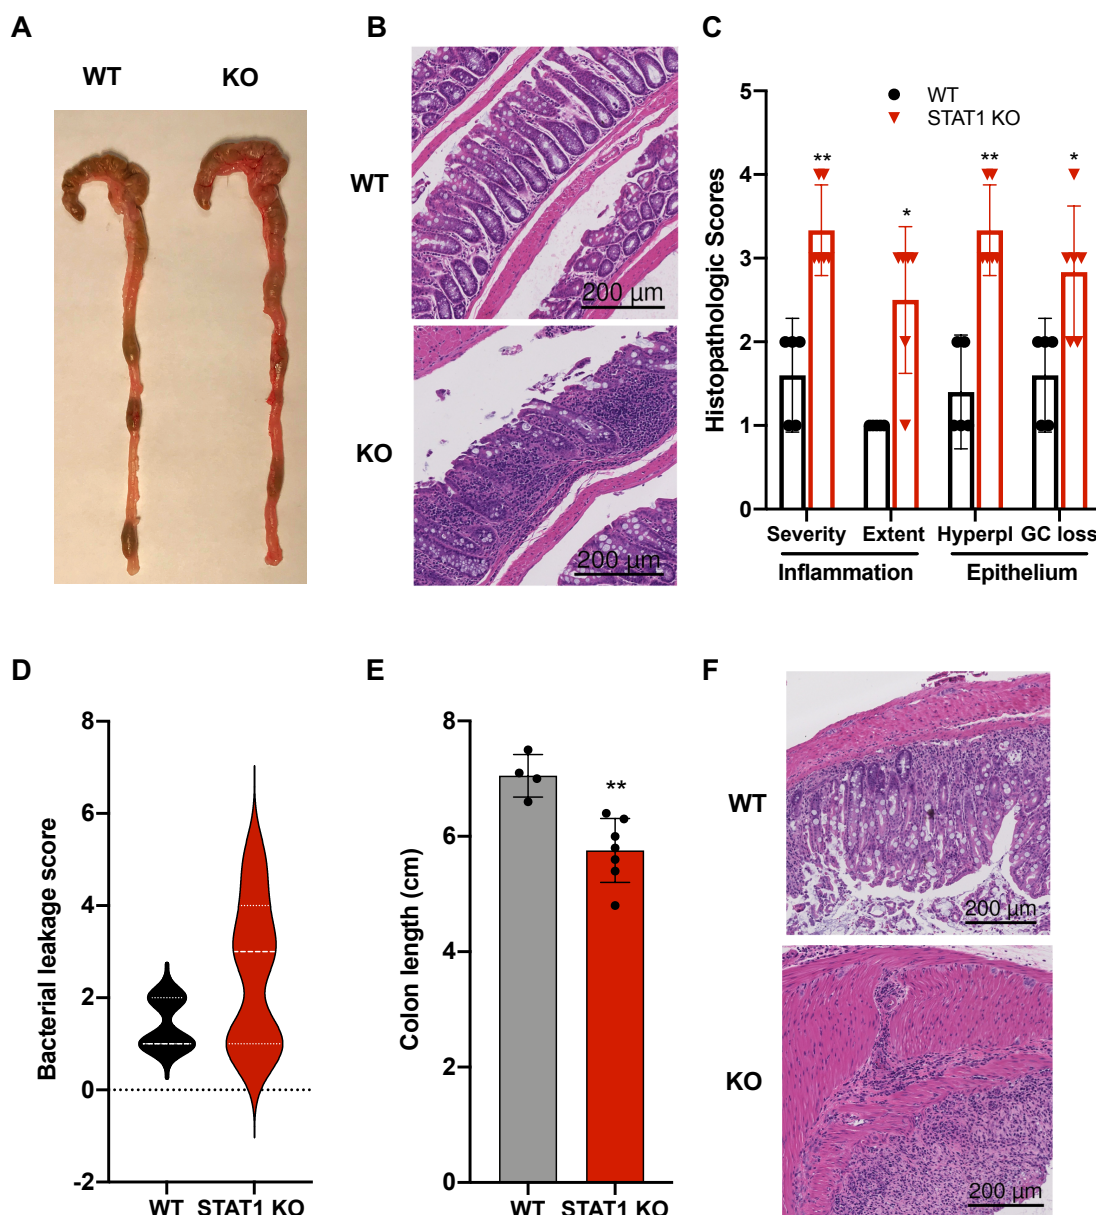 A
WT
KO
B
WT
200 µm
KO
200 µm
C
WT
STAT1 KO
Histopathologic Scores
5
4
3
2
1
0
**
*
**
*
Severity
Extent
Hyperpl
GC loss
Inflammation
Epithelium
D
Bacterial leakage score
8
6
4
2
0
-2
WT
STAT1 KO
E
Colon length (cm)
8
6
4
2
0
**
WT
STAT1 KO
F
WT
200 µm
KO
200 µm